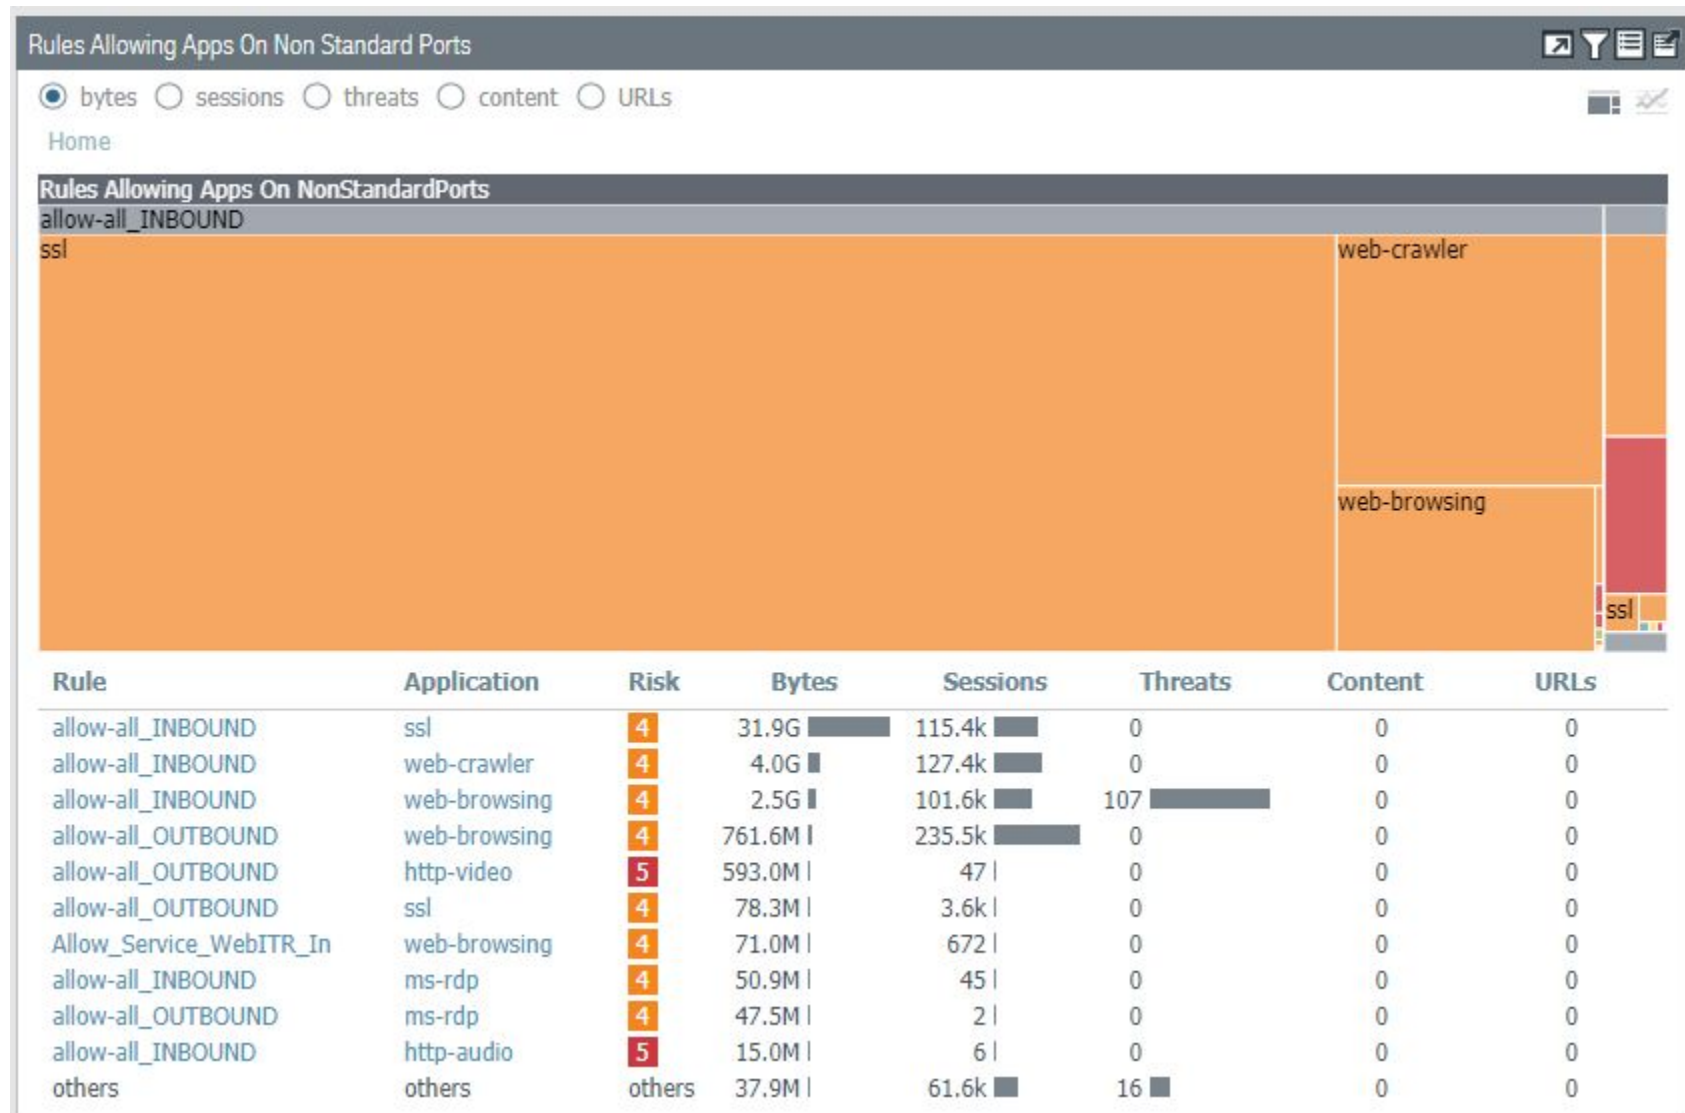 Rules Allowing Apps On Non Standard Ports
bytes sessions threats content URLs
Home
Rules Allowing Apps On NonStandardPorts
allow-all_INBOUND
ssl web-crawler
web-browsing
ssl
Rule Application Risk Bytes Sessions Threats Content URLs
allow-all_INBOUND ssl 4 31.9G 115.4k 0 0 0
allow-all_INBOUND web-crawler 4 4.0G 127.4k 0 0 0
allow-all_INBOUND web-browsing 4 2.5G 101.6k 107 0 0
allow-all_OUTBOUND web-browsing 4 761.6M 235.5k 0 0 0
allow-all_OUTBOUND http-video 5 593.0M 47 0 0 0
allow-all_OUTBOUND ssl 4 78.3M 3.6k 0 0 0
Allow_Service_WebITR_In web-browsing 4 71.0M 672 0 0 0
allow-all_INBOUND ms-rdp 4 50.9M 45 0 0 0
allow-all_OUTBOUND ms-rdp 4 47.5M 2 0 0 0
allow-all_INBOUND http-audio 5 15.0M 6 0 0 0
others others others 37.9M 61.6k 16 0 0